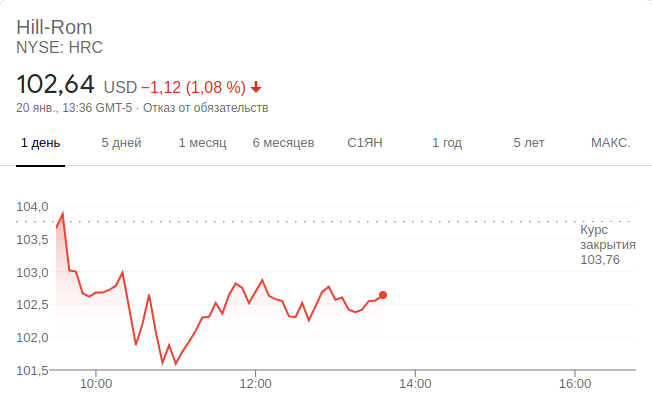 Hill-Rom
NYSE: HRC
102,64 USD −1,12 (1,08 %)
20 янв., 13:36 GMT-5 · Отказ от обязательств
1 день 5 дней 1 месяц 6 месяцев С1ЯН 1 год 5 лет МАКС.
104,0
Курс
103,5
закрытия
103,76
103,0
102,5
102,0
101,5
10:00 12:00 14:00 16:00